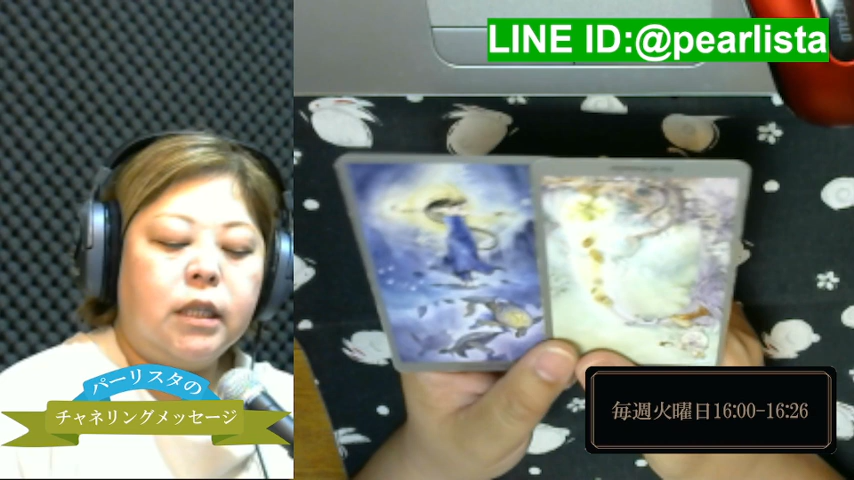 LINE ID:@pearlista
BUFFALO
パーリスタの
チャネリングメッセージ
毎週火曜日16:00-16:26